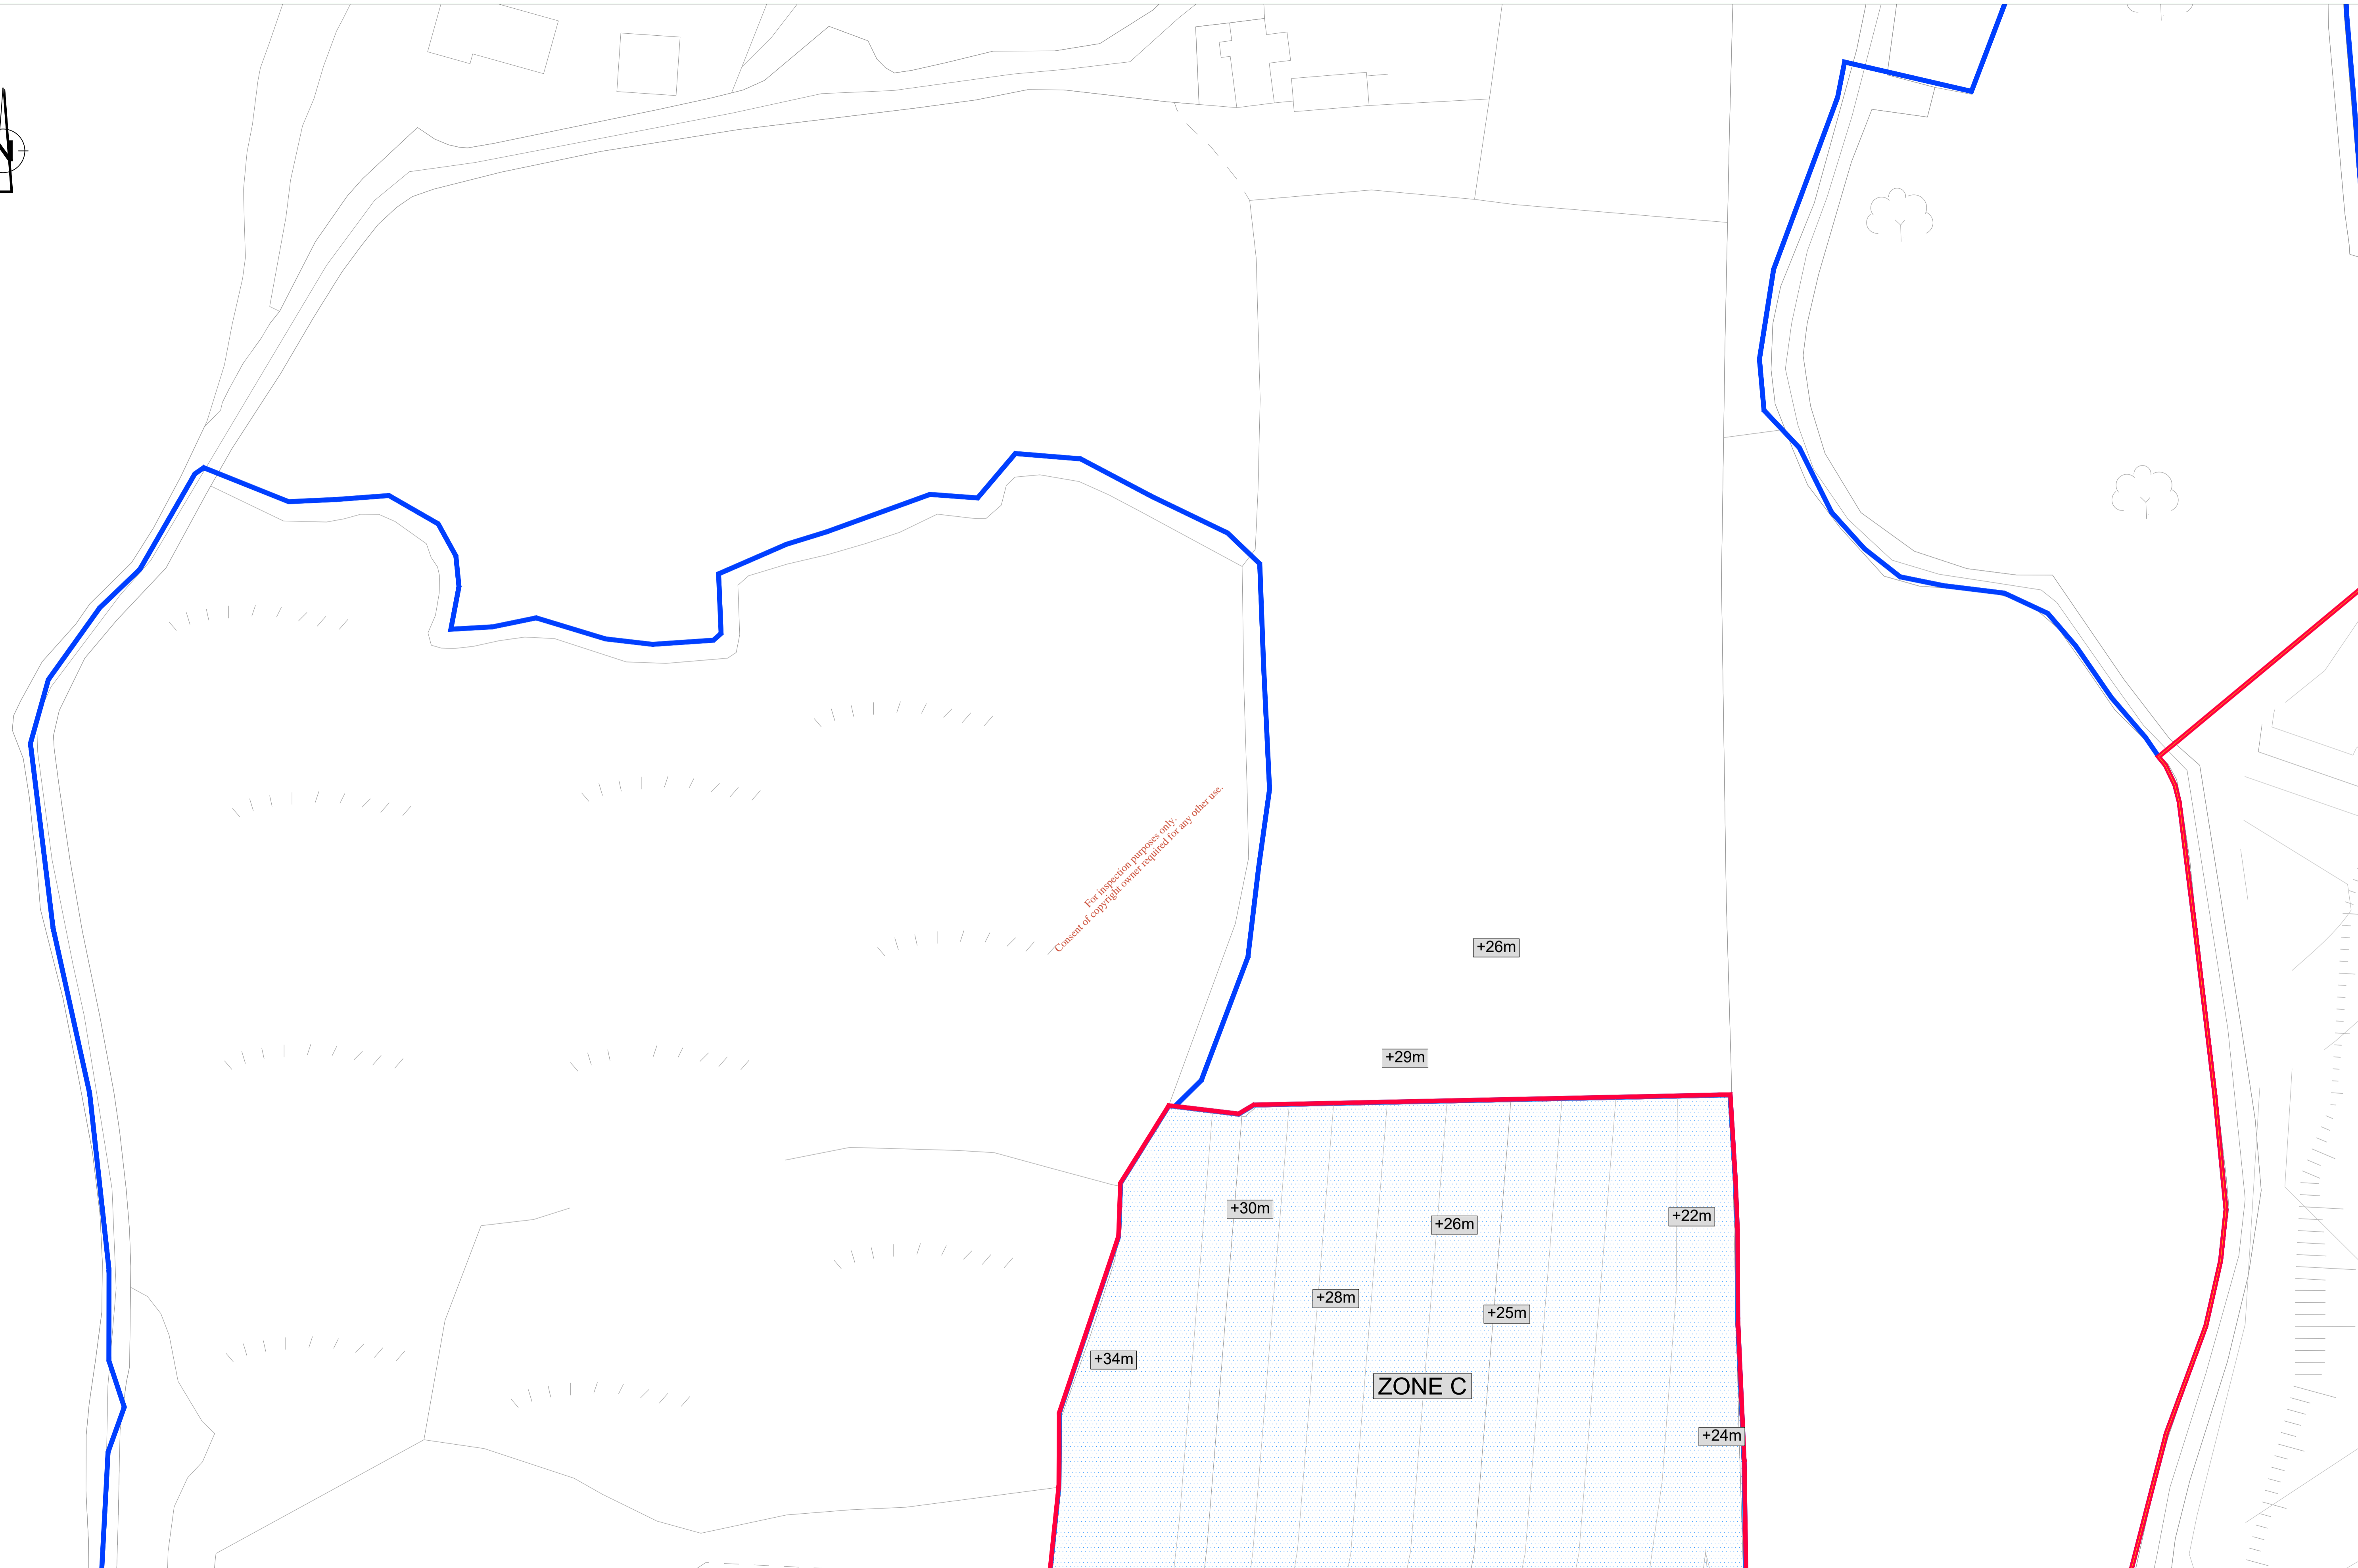 N
For inspection purposes only.
Consent of copyright owner required for any other use.
+26m
+29m
+30m
+26m
+22m
+28m
+25m
+34m
ZONE C
+24m